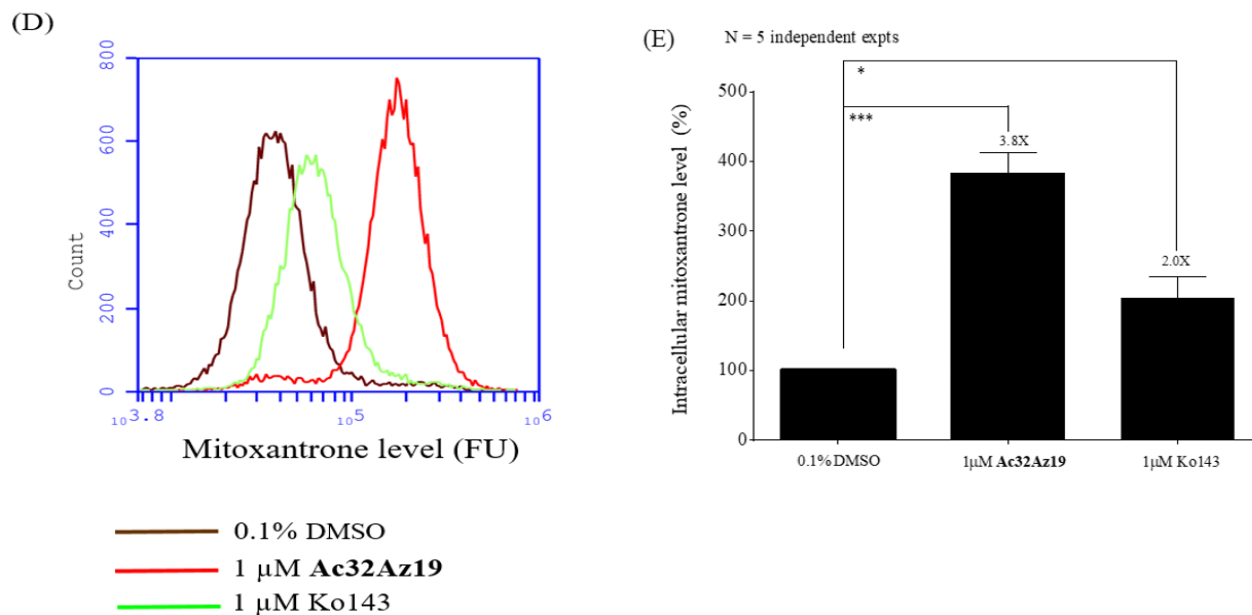 (D)
800
600
400
200
0
Count
10 3.8
10 5
10 6
Mitoxantrone level (FU)
0.1% DMSO
1 µM Ac32Az19
1 µM Ko143
(E)
N = 5 independent expts
*
***
500
400
300
200
100
0
Intracellular mitoxantrone level (%)
3.8X
2.0X
0.1% DMSO
1µM Ac32Az19
1µM Ko143